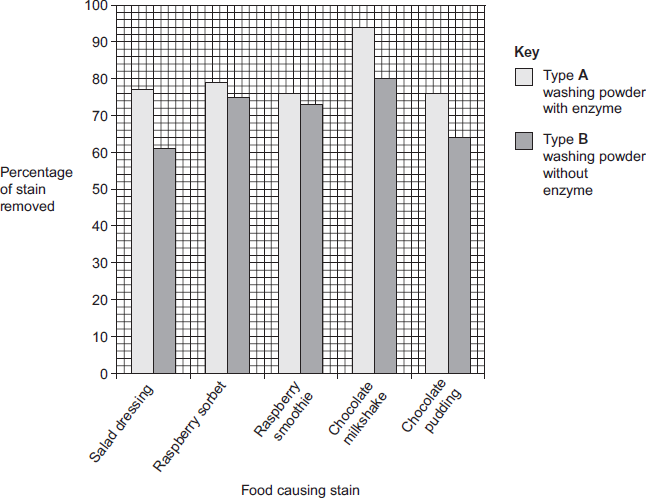 100
90
80
70
60
50
40
30
20
10
0
Percentage
of stain
removed
Salad dressing
Raspberry sorbet
Raspberry
smoothie
Chocolate
milkshake
Chocolate
pudding
Food causing stain
Key
Type A
washing powder
with enzyme
Type B
washing powder
without
enzyme